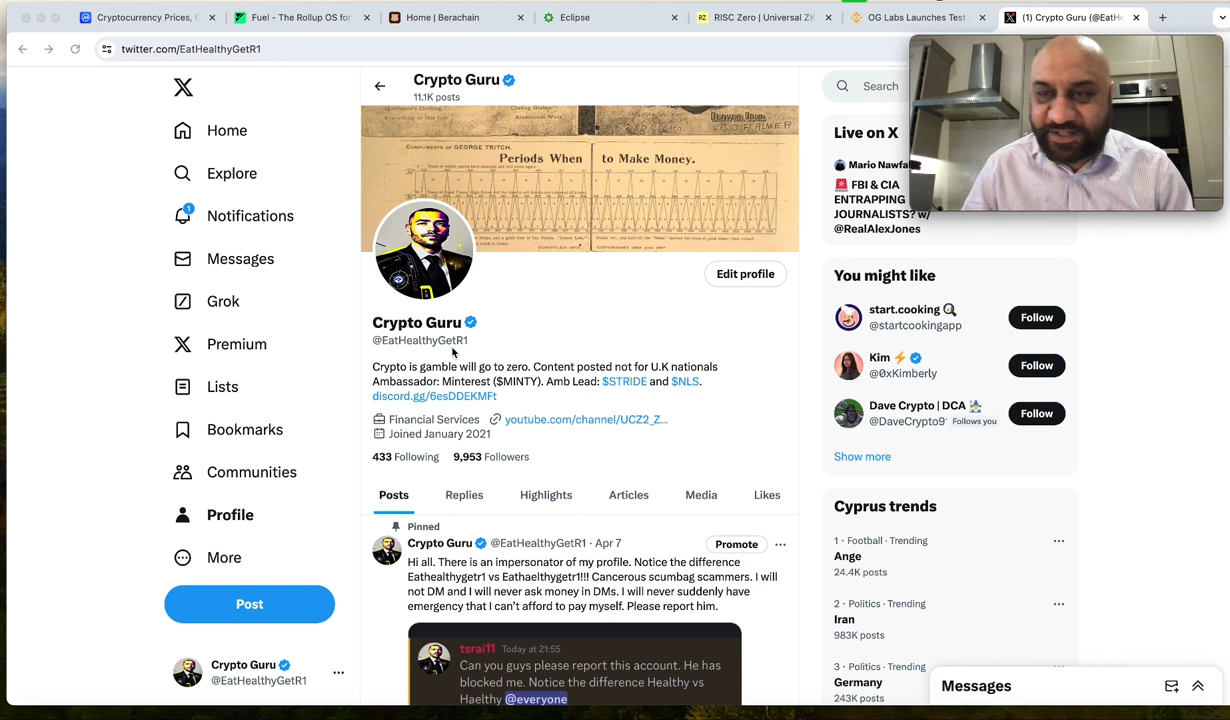 Cryptocurrency Prices, C
Fuel - The Rollup OS for
Home | Berachain
Eclipse
RISC Zero | Universal ZK
OG Labs Launches Test
(1) Crypto Guru (@EatHe
twitter.com/EatHealthyGetR1
Crypto Guru
11.1K posts
Search
Home
Explore
1
Notifications
Messages
Grok
Premium
Lists
Bookmarks
Communities
Profile
More
Post
Crypto Guru
@EatHealthyGetR1
COMPLIMENTS OF GEORGE TRITCH.
Periods When to Make Money.
Edit profile
Crypto Guru
@EatHealthyGetR1
Crypto is gamble will go to zero. Content posted not for U.K nationals
Ambassador: Minterest ($MINTY). Amb Lead: $STRIDE and $NLS.
discord.gg/6esDDEKMFt
Financial Services youtube.com/channel/UCZ2_Z...
Joined January 2021
433 Following 9,953 Followers
Posts Replies Highlights Articles Media Likes
Pinned
Crypto Guru @EatHealthyGetR1 · Apr 7
Promote
Hi all. There is an impersonator of my profile. Notice the difference
Eathealthygetr1 vs Eathaelthygetr1!!! Cancerous scumbag scammers. I will
not DM and I will never ask money in DMs. I will never suddenly have
emergency that I can't afford to pay myself. Please report him.
tsrai11 Today at 21:55
Can you guys please report this account. He has
blocked me. Notice the difference Healthy vs
Haelthy @everyone
Live on X
Mario Nawfa
FBI & CIA
ENTRAPPING
JOURNALISTS? w/
@RealAlexJones
You might like
start.cooking
@startcookingapp
Follow
Kim
@0xKimberly
Follow
Dave Crypto | DCA
@DaveCrypto9 Follows you
Follow
Show more
Cyprus trends
1 · Football · Trending
Ange
24.4K posts
2 · Politics · Trending
Iran
983K posts
3 · Politics · Trending
Germany
243K posts
Messages